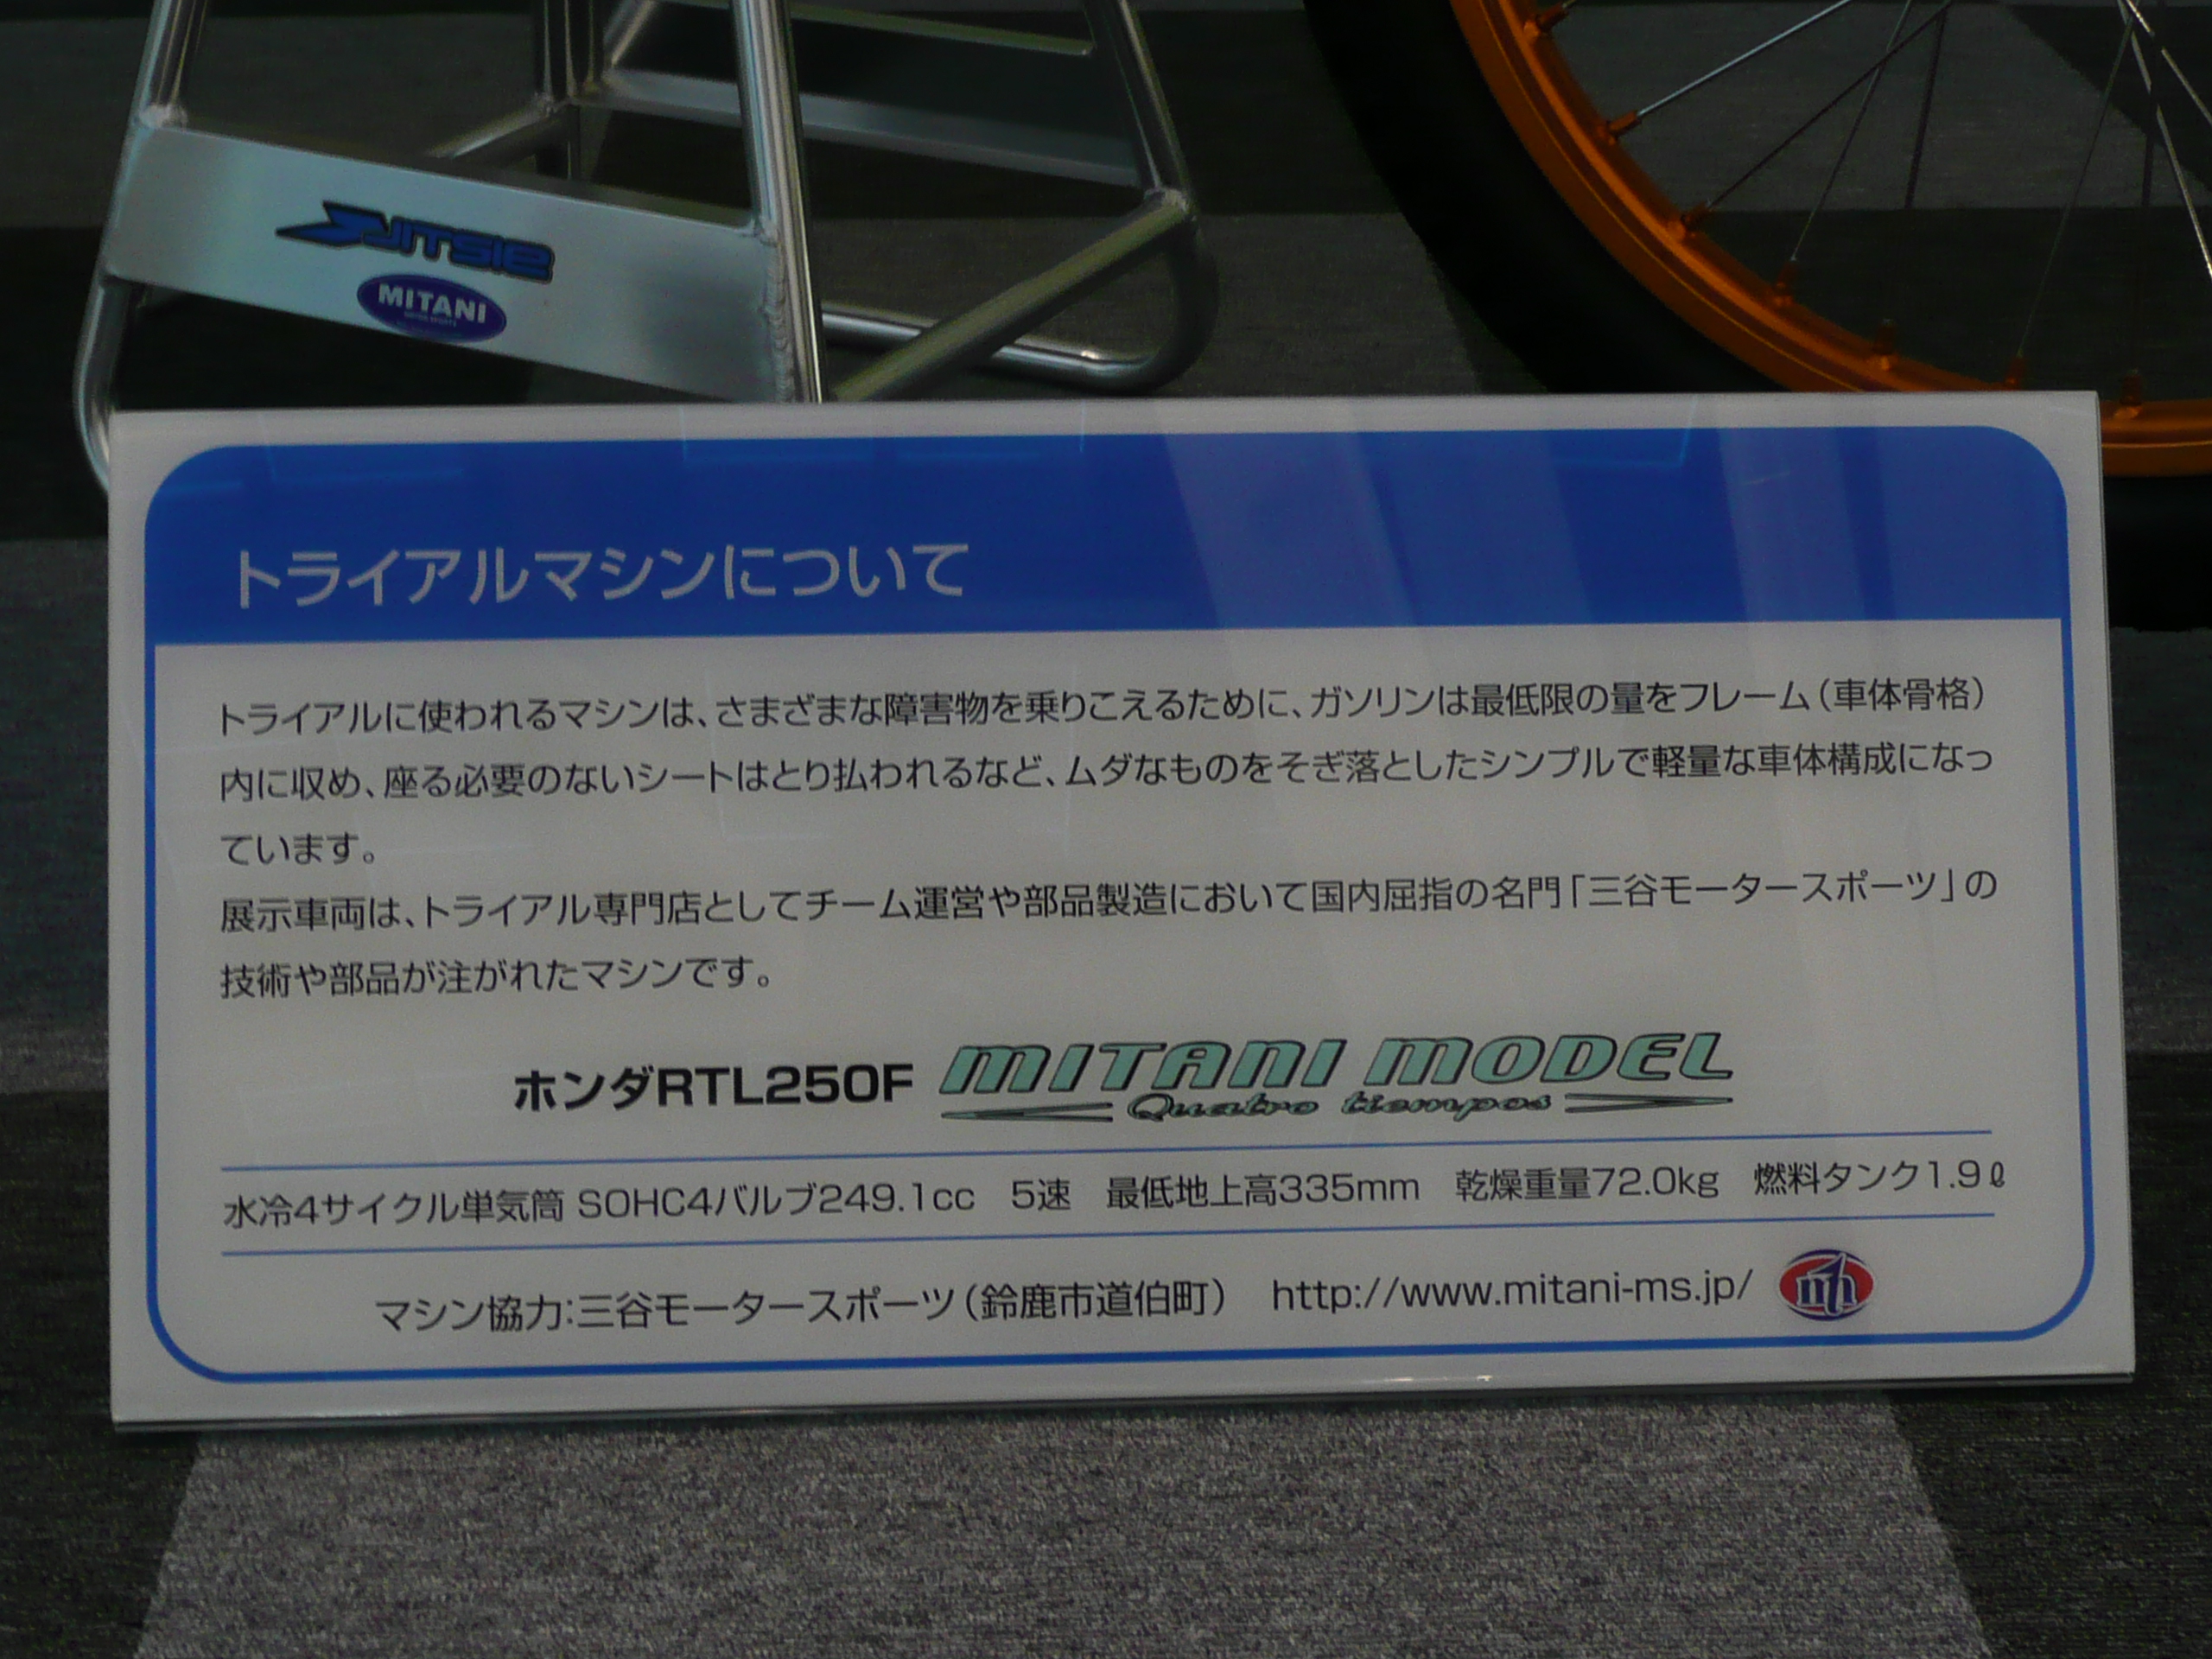 JITSIE
MITANI
トライアルマシンについて
トライアルに使われるマシンは、さまざまな障害物を乗りこえるために、ガソリンは最低限の量をフレーム（車体骨格）
内に収め、座る必要のないシートはとり払われるなど、ムダなものをそぎ落としたシンプルで軽量な車体構成になっ
ています。
展示車両は、トライアル専門店としてチーム運営や部品製造において国内屈指の名門「三谷モータースポーツ」の
技術や部品が注がれたマシンです。
ホンダRTL250F MITANI MODEL
Quatro tiempos
水冷4サイクル単気筒 SOHC4バルブ249.1cc 5速 最低地上高335mm 乾燥重量72.0kg 燃料タンク1.9ℓ
マシン協力:三谷モータースポーツ（鈴鹿市道伯町） http://www.mitani-ms.jp/